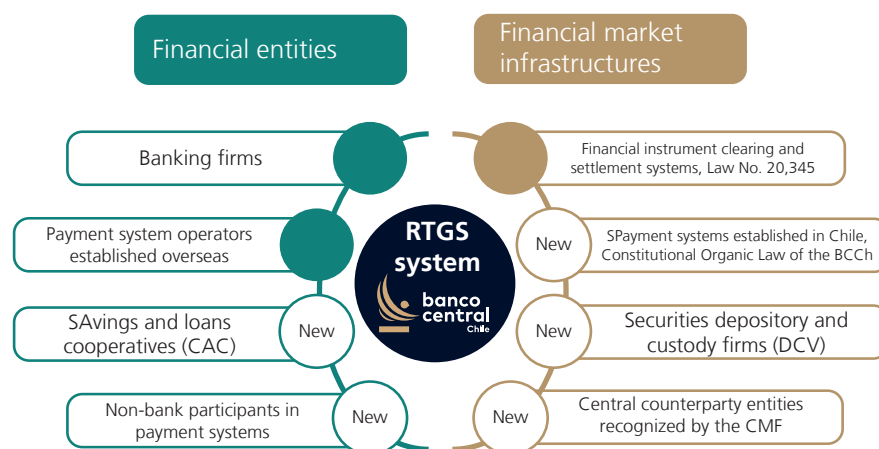 Financial entities
Financial market
infrastructures
Banking firms
Financial instrument clearing and
settlement systems, Law No. 20,345
Payment system operators
established overseas
New
SPayment systems established in Chile,
Constitutional Organic Law of the BCCh
RTGS
system
banco
central
Chile
SAvings and loans
cooperatives (CAC)
New
New
Securities depository and
custody firms (DCV)
Non-bank participants in
payment systems
New
New
Central counterparty entities
recognized by the CMF